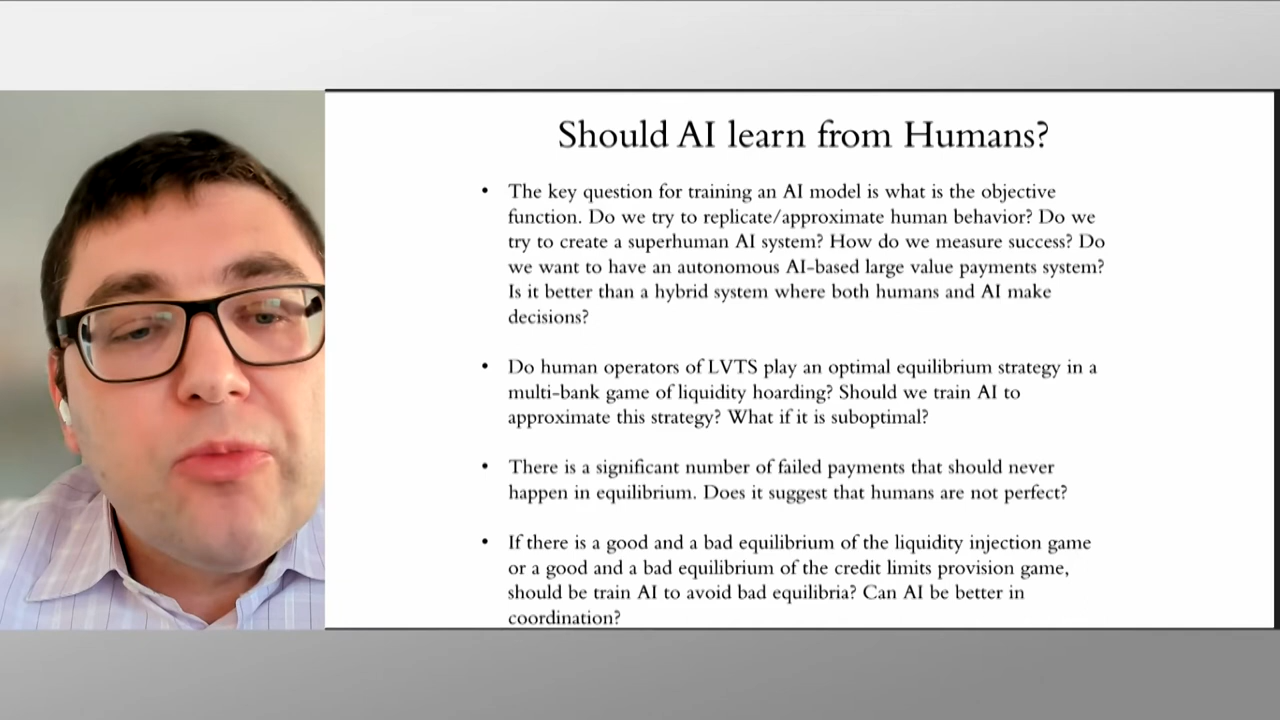 Should AI learn from Humans?
• The key question for training an AI model is what is the objective
function. Do we try to replicate/approximate human behavior? Do we
try to create a superhuman AI system? How do we measure success? Do
we want to have an autonomous AI-based large value payments system?
Is it better than a hybrid system where both humans and AI make
decisions?
• Do human operators of LVTS play an optimal equilibrium strategy in a
multi-bank game of liquidity hoarding? Should we train AI to
approximate this strategy? What if it is suboptimal?
• There is a significant number of failed payments that should never
happen in equilibrium. Does it suggest that humans are not perfect?
• If there is a good and a bad equilibrium of the liquidity injection game
or a good and a bad equilibrium of the credit limits provision game,
should be train AI to avoid bad equilibria? Can AI be better in
coordination?